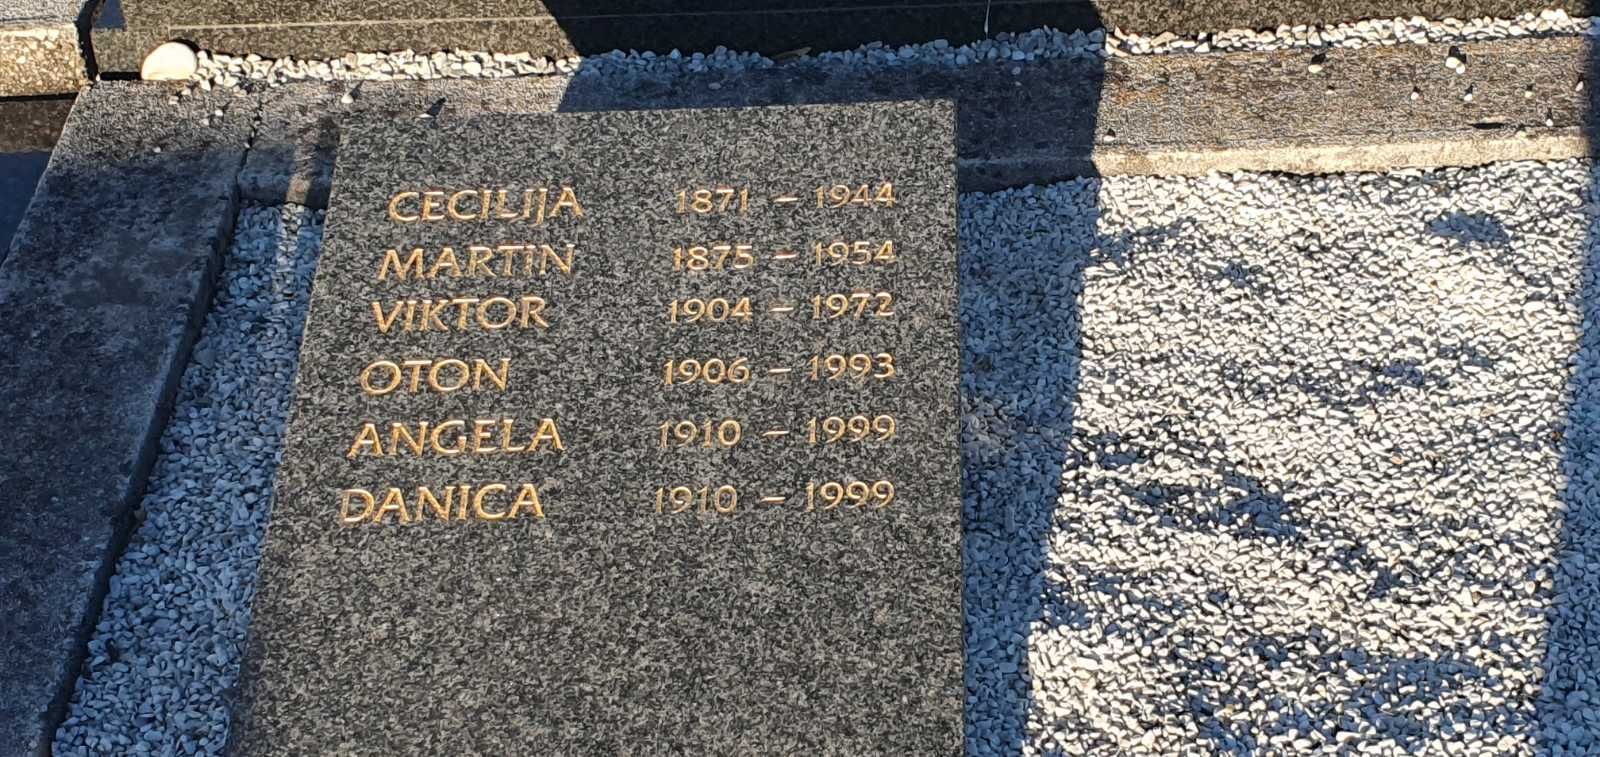 CECILIJA 1871 – 1944
MARTIN 1875 – 1954
VIKTOR 1904 – 1972
OTON 1906 – 1993
ANGELA 1910 – 1999
DANICA 1910 – 1999